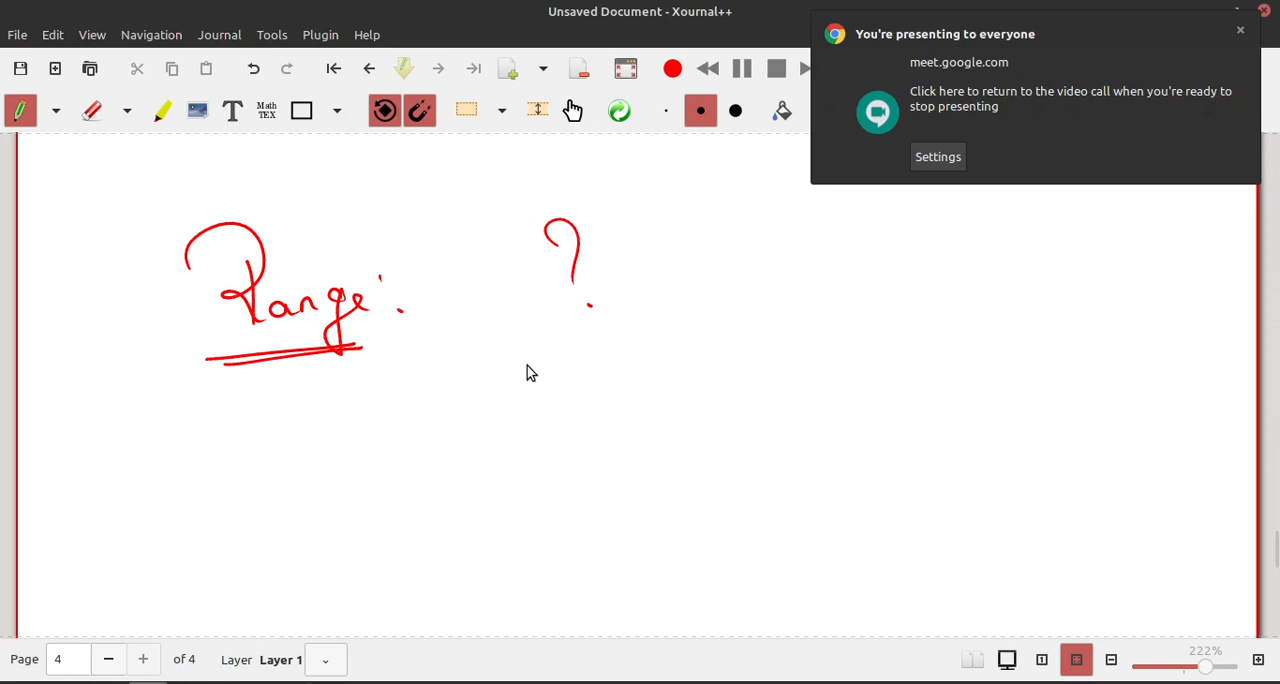 Unsaved Document - Xournal++
File Edit View Navigation Journal Tools Plugin Help
You're presenting to everyone
meet.google.com
Click here to return to the video call when you're ready to
stop presenting
Settings
Math
TEX
Range: ?
Page 4 of 4 Layer Layer 1 222%